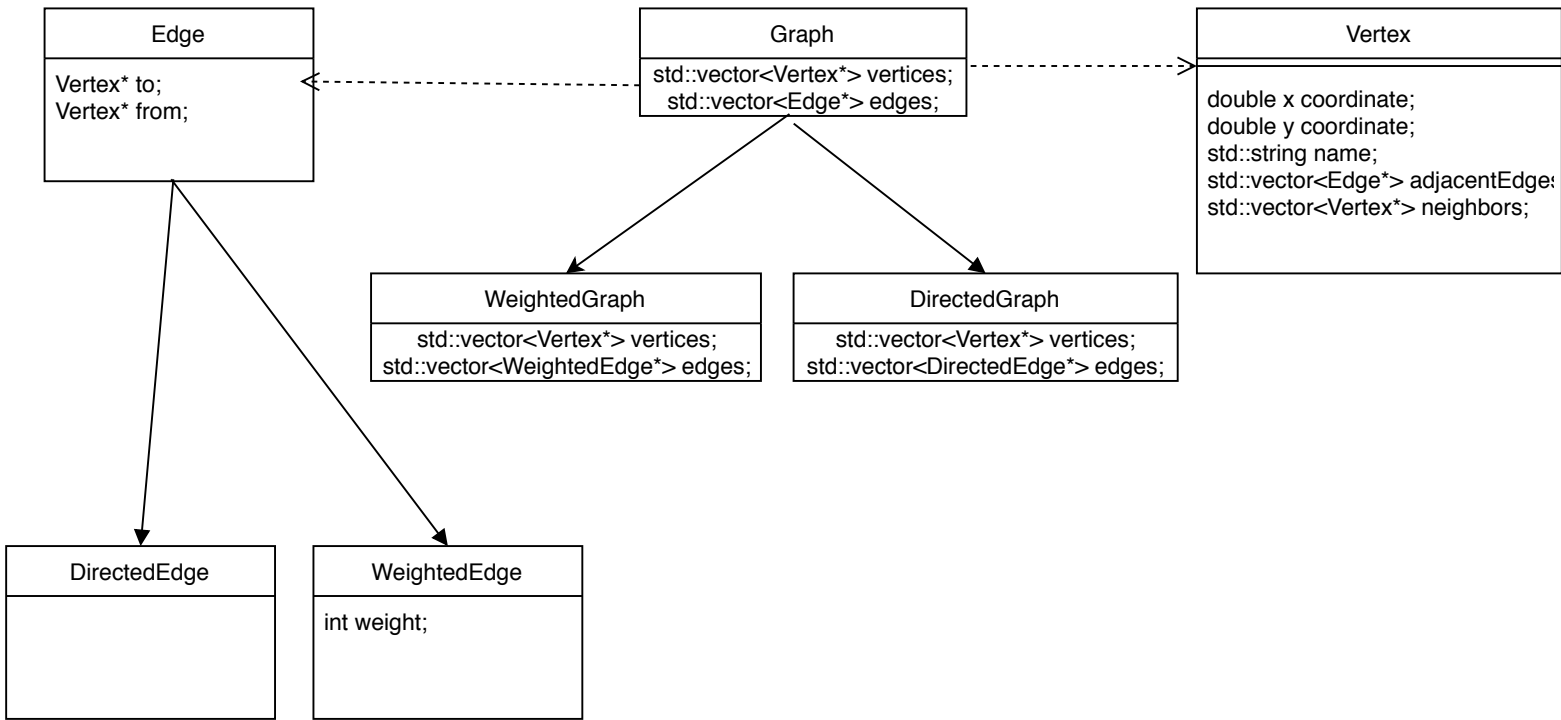 Edge
Vertex* to;
Vertex* from;
Graph
std::vector<Vertex*> vertices;
std::vector<Edge*> edges;
Vertex
double x coordinate;
double y coordinate;
std::string name;
std::vector<Edge*> adjacentEdges
std::vector<Vertex*> neighbors;
WeightedGraph
std::vector<Vertex*> vertices;
std::vector<WeightedEdge*> edges;
DirectedGraph
std::vector<Vertex*> vertices;
std::vector<DirectedEdge*> edges;
DirectedEdge
WeightedEdge
int weight;